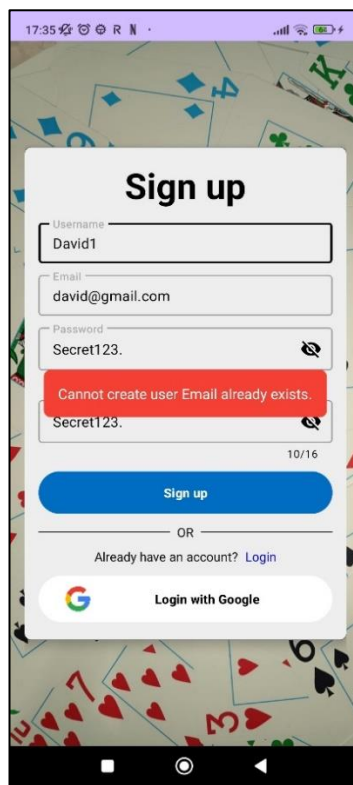 17:35 R N
Sign up
Username
David1
Email
david@gmail.com
Password
Secret123.
Cannot create user Email already exists.
Secret123.
10/16
Sign up
OR
Already have an account? Login
Login with Google